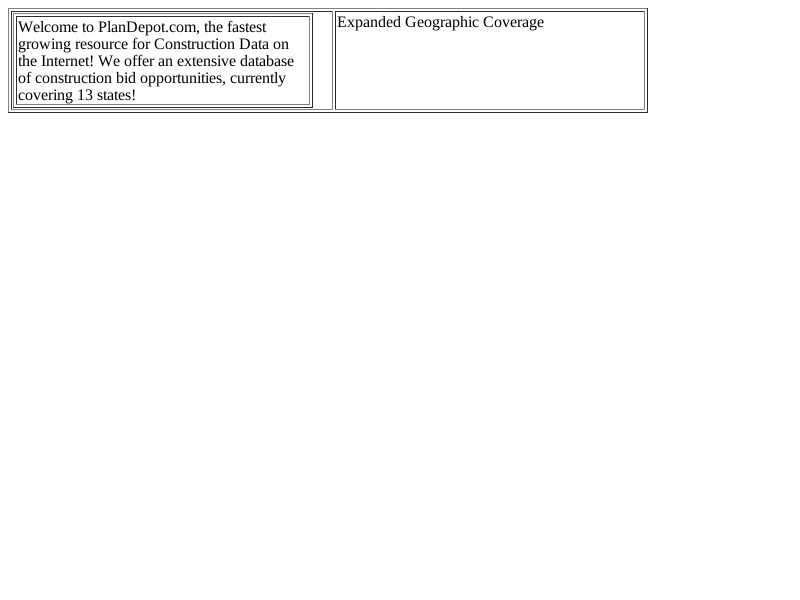 Welcome to PlanDepot.com, the fastest
growing resource for Construction Data on
the Internet! We offer an extensive database
of construction bid opportunities, currently
covering 13 states!
Expanded Geographic Coverage